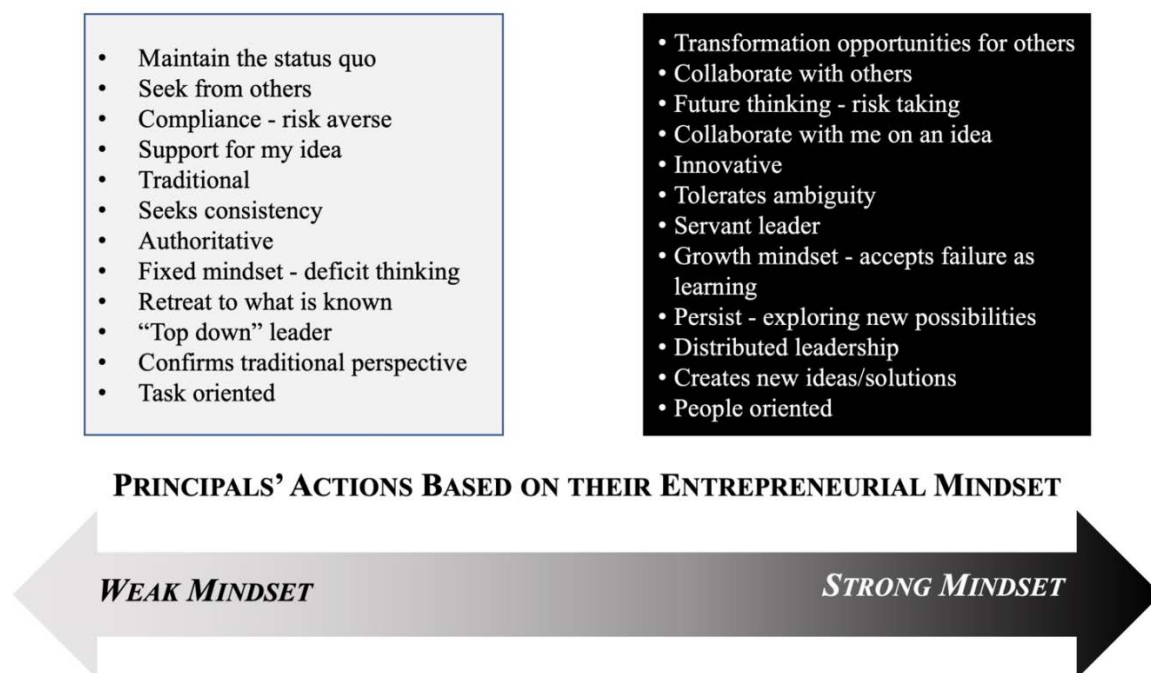 • Maintain the status quo
• Seek from others
• Compliance - risk averse
• Support for my idea
• Traditional
• Seeks consistency
• Authoritative
• Fixed mindset - deficit thinking
• Retreat to what is known
• “Top down” leader
• Confirms traditional perspective
• Task oriented
• Transformation opportunities for others
• Collaborate with others
• Future thinking - risk taking
• Collaborate with me on an idea
• Innovative
• Tolerates ambiguity
• Servant leader
• Growth mindset - accepts failure as
learning
• Persist - exploring new possibilities
• Distributed leadership
• Creates new ideas/solutions
• People oriented
PRINCIPALS’ ACTIONS BASED ON THEIR ENTREPRENEURIAL MINDSET
WEAK MINDSET
STRONG MINDSET